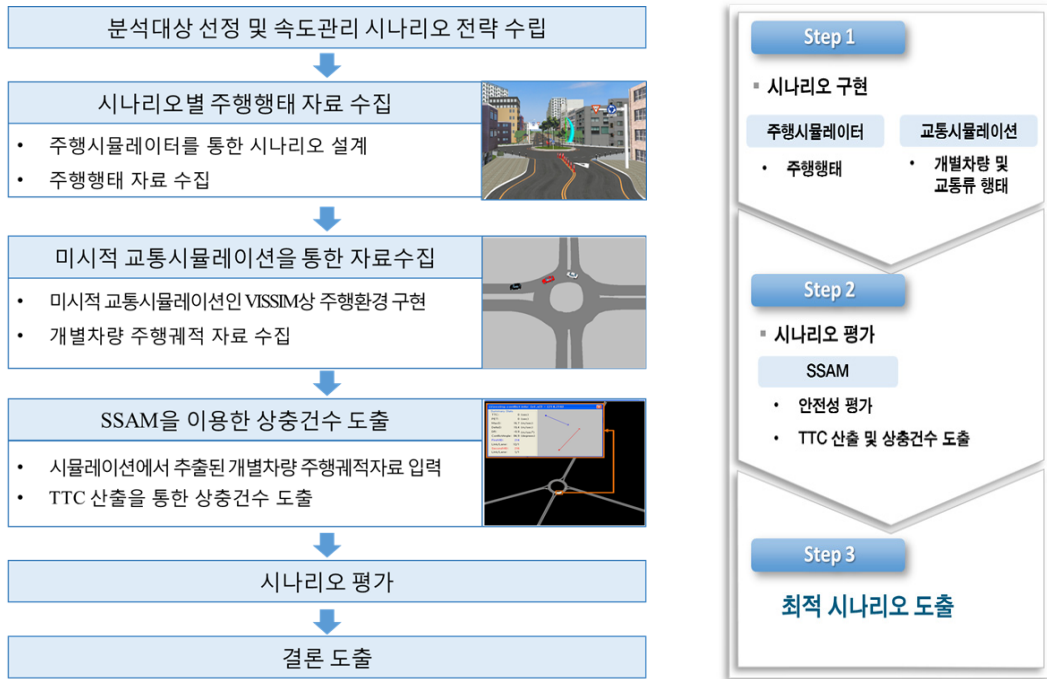 분석대상 선정 및 속도관리 시나리오 전략 수립
시나리오별 주행행태 자료 수집
• 주행시뮬레이터를 통한 시나리오 설계
• 주행행태 자료 수집
미시적 교통시뮬레이션을 통한 자료수집
• 미시적 교통시뮬레이션인 VISSIM상 주행환경 구현
• 개별차량 주행궤적 자료 수집
SSAM을 이용한 상충건수 도출
• 시뮬레이션에서 추출된 개별차량 주행궤적자료 입력
• TTC 산출을 통한 상충건수 도출
시나리오 평가
결론 도출
Step 1
▪ 시나리오 구현
주행시뮬레이터
• 주행행태
교통시뮬레이션
• 개별차량 및
교통류 행태
Step 2
▪ 시나리오 평가
SSAM
• 안전성 평가
• TTC 산출 및 상충건수 도출
Step 3
최적 시나리오 도출